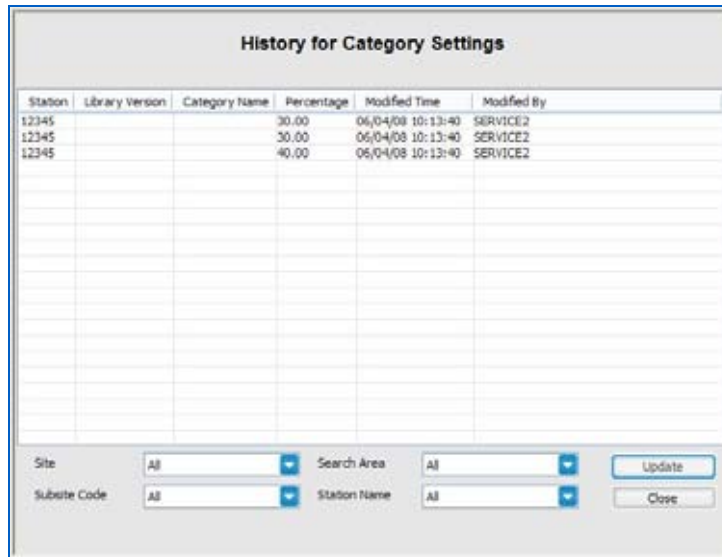 History for Category Settings
Station Library Version Category Name Percentage Modified Time Modified By
12345 30.00 06/04/08 10:13:40 SERVICE2
12345 30.00 06/04/08 10:13:40 SERVICE2
12345 40.00 06/04/08 10:13:40 SERVICE2
Site All Search Area All Update
Subsite Code All Station Name All Close